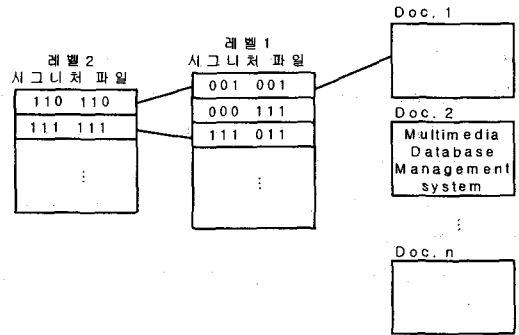 레 벨 2
시 그 니 처 파 일
110 110
111 111
⋮
레 벨 1
시 그 니 처 파 일
001 001
000 111
111 011
⋮
Doc. 1
Doc. 2
Multimedia
Database
Management
system
⋮
Doc. n